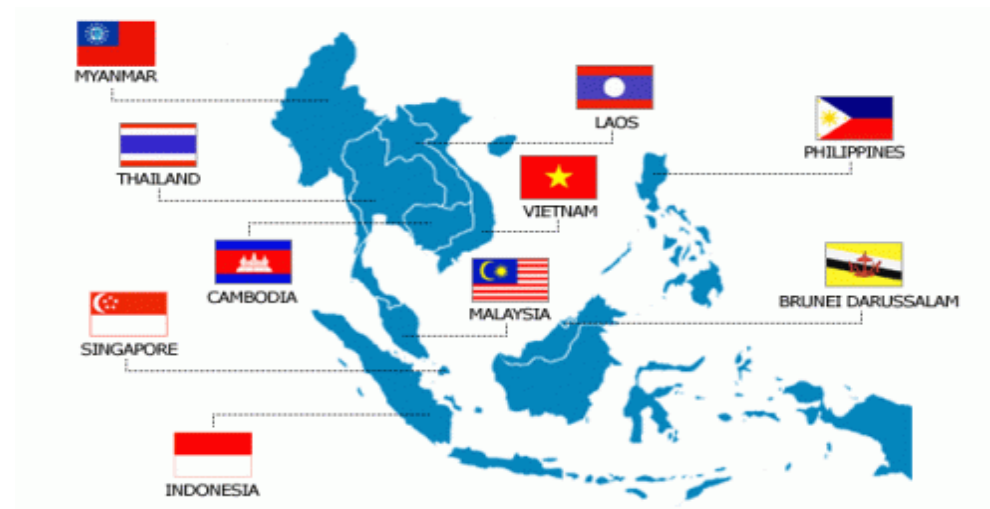 MYANMAR
LAOS
PHILIPPINES
THAILAND
VIETNAM
CAMBODIA
MALAYSIA
BRUNEI DARUSSALAM
SINGAPORE
INDONESIA